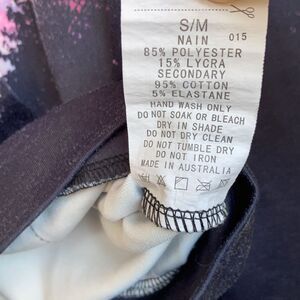 S/M
NAIN 015
85% POLYESTER
15% LYCRA
SECONDARY
95% COTTON
5% ELASTANE
HAND WASH ONLY
DO NOT SOAK OR BLEACH
DRY IN SHADE
DO NOT DRY CLEAN
DO NOT TUMBLE DRY
DO NOT IRON
MADE IN AUSTRALIA